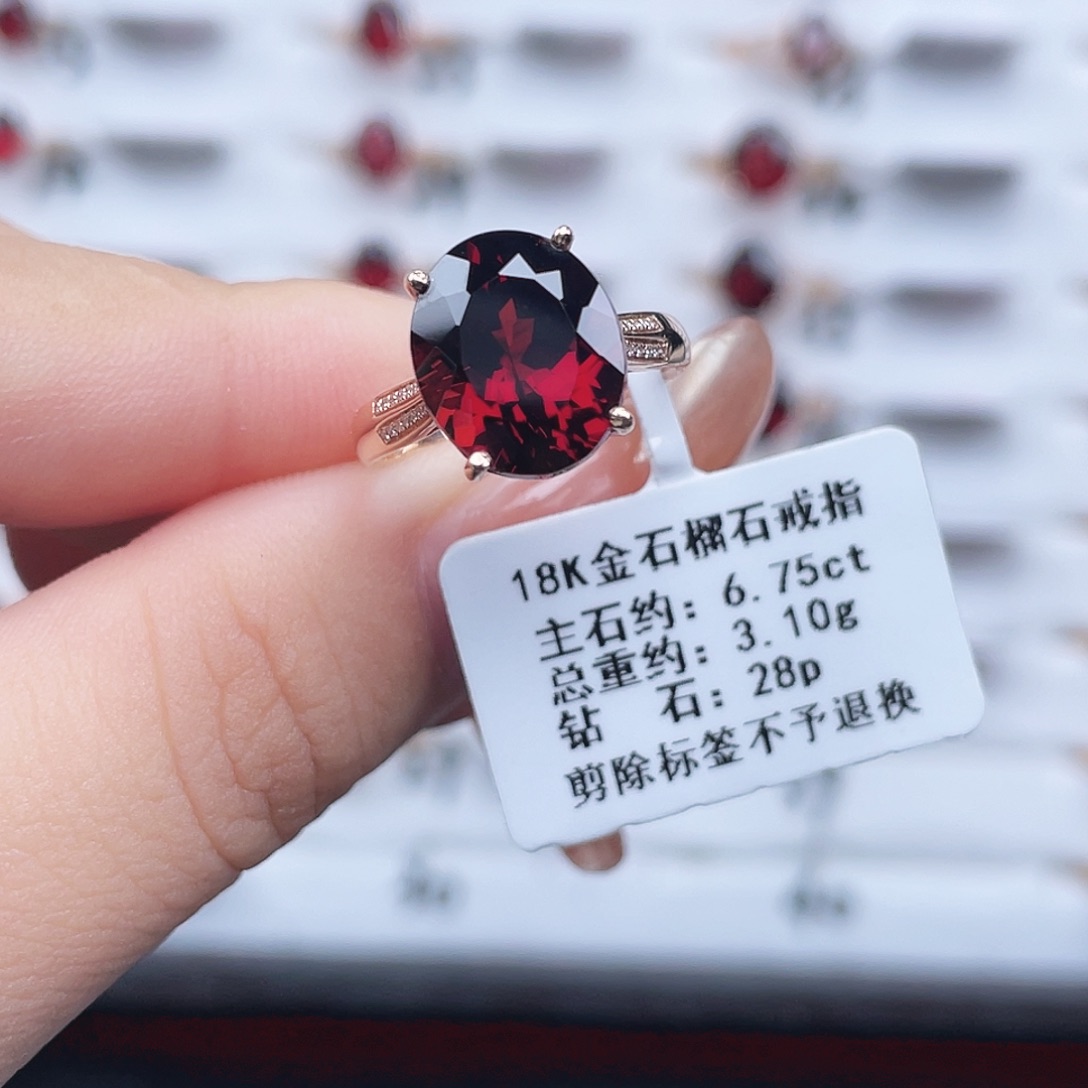 18K金石榴石戒指
主石约：6.75ct
总重约：3.10g
钻 石：28p
剪除标签不予退换